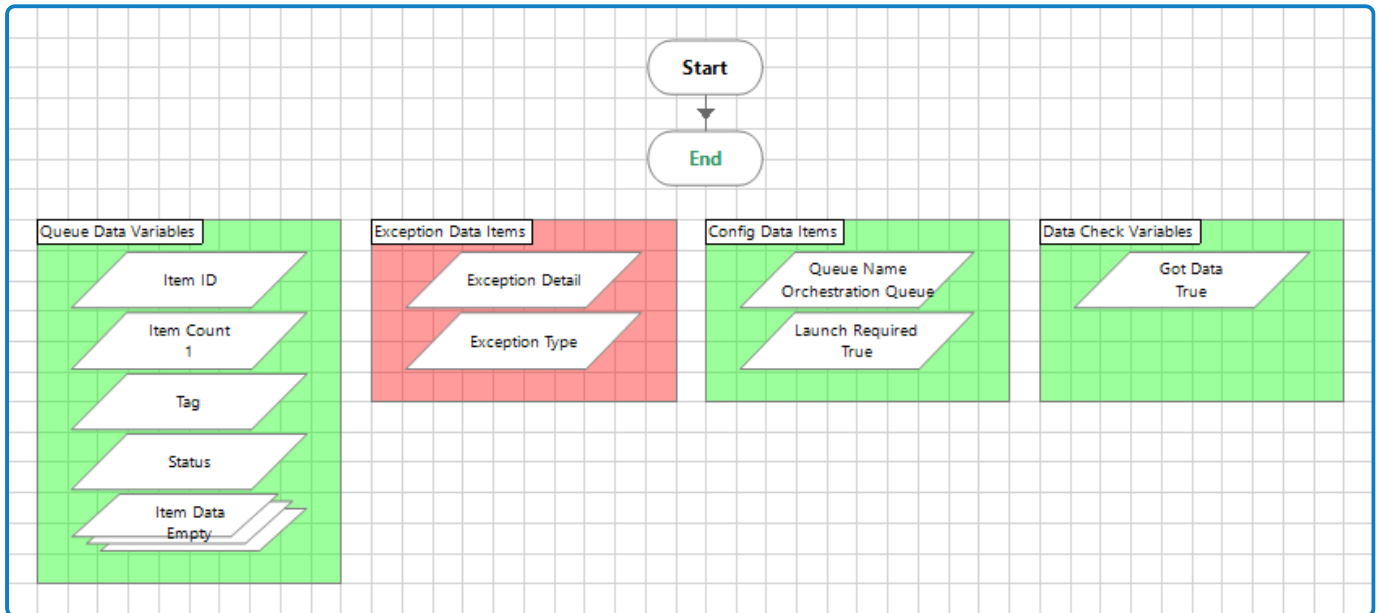 Start
End
Queue Data Variables
Item ID
Item Count
1
Tag
Status
Item Data
Empty
Exception Data Items
Exception Detail
Exception Type
Config Data Items
Queue Name
Orchestration Queue
Launch Required
True
Data Check Variables
Got Data
True